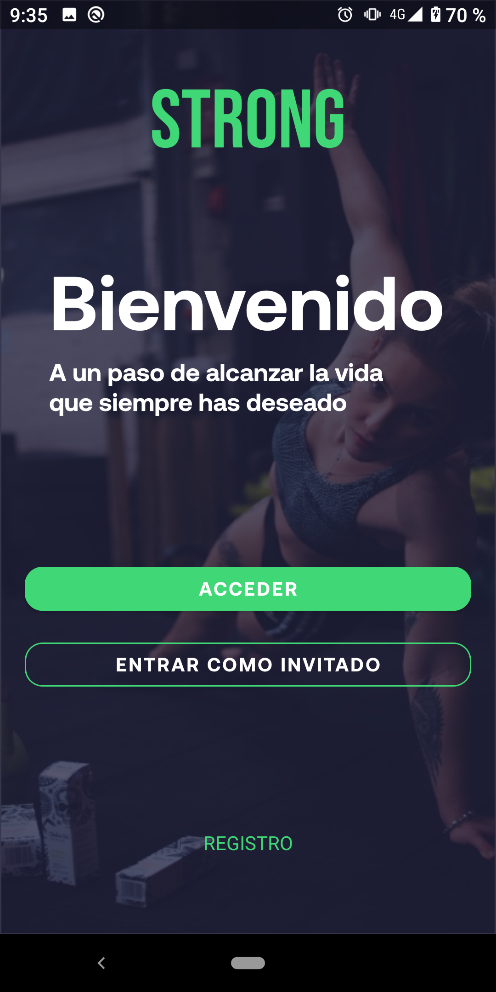 9:35 4G 70 %
STRONG
Bienvenido
A un paso de alcanzar la vida
que siempre has deseado
ACCEDER
ENTRAR COMO INVITADO
REGISTRO